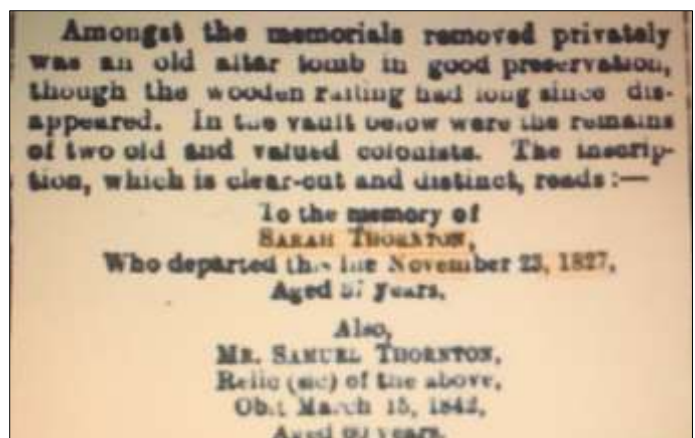 Amongst the memorials removed privately
was an old altar tomb in good preservation,
though the wooden railing had long since dis-
appeared. In the vault below were the remains
of two old and valued colonists. The inscrip-
tion, which is clear-cut and distinct, reads:—
To the memory of
SARAH THORNTON,
Who departed this life November 23, 1827,
Aged years.
Also,
MR. SAMUEL THORNTON,
Relic (sic) of the above,
Obit March 15, 1842,
Aged years.